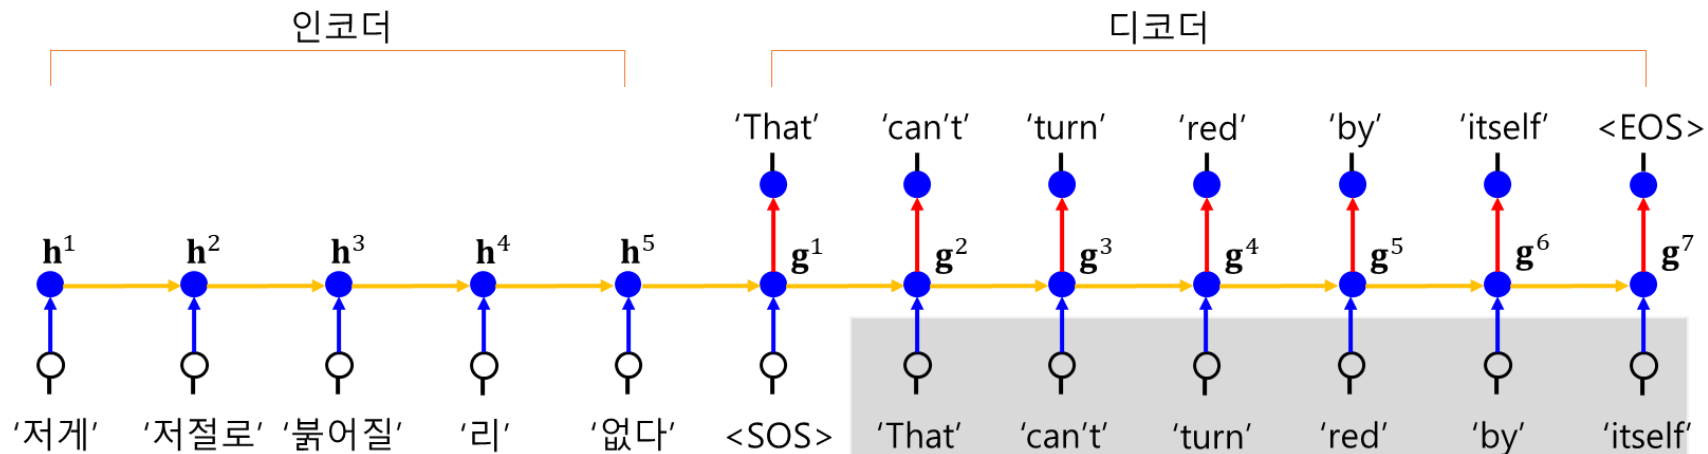 인코더 디코더
‘That’ ‘can’t’ ‘turn’ ‘red’ ‘by’ ‘itself’ <EOS>
h¹ h² h³ h⁴ h⁵ g¹ g² g³ g⁴ g⁵ g⁶ g⁷
‘저게’ ‘저절로’ ‘붉어질’ ‘리’ ‘없다’ <SOS> ‘That’ ‘can’t’ ‘turn’ ‘red’ ‘by’ ‘itself’